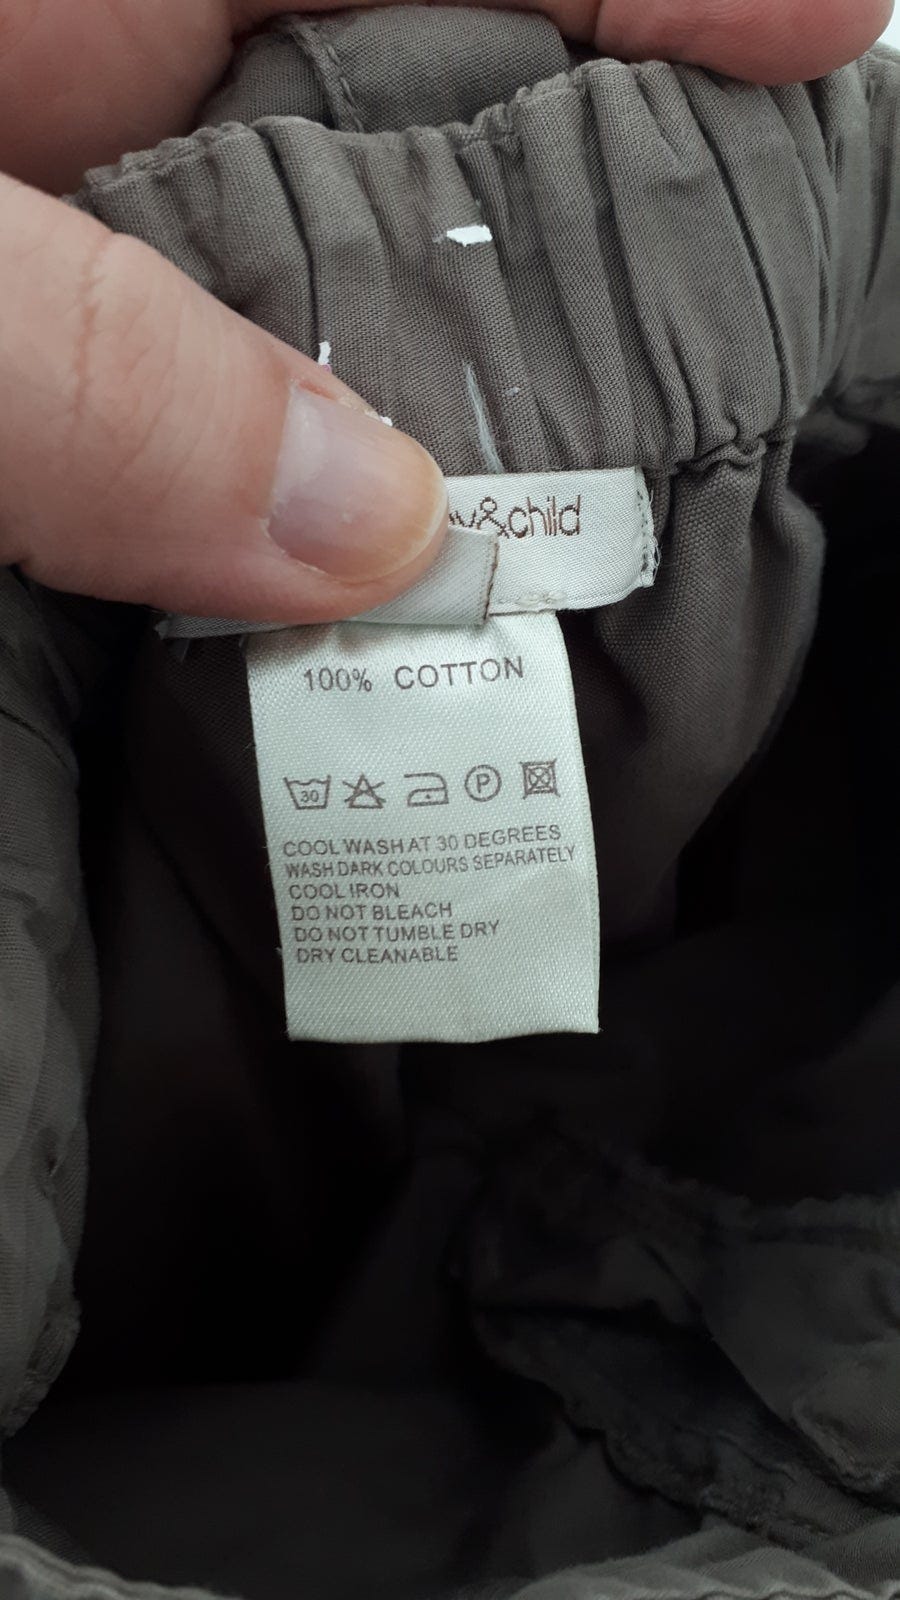 &child
100% COTTON
30 P
COOL WASH AT 30 DEGREES
WASH DARK COLOURS SEPARATELY
COOL IRON
DO NOT BLEACH
DO NOT TUMBLE DRY
DRY CLEANABLE